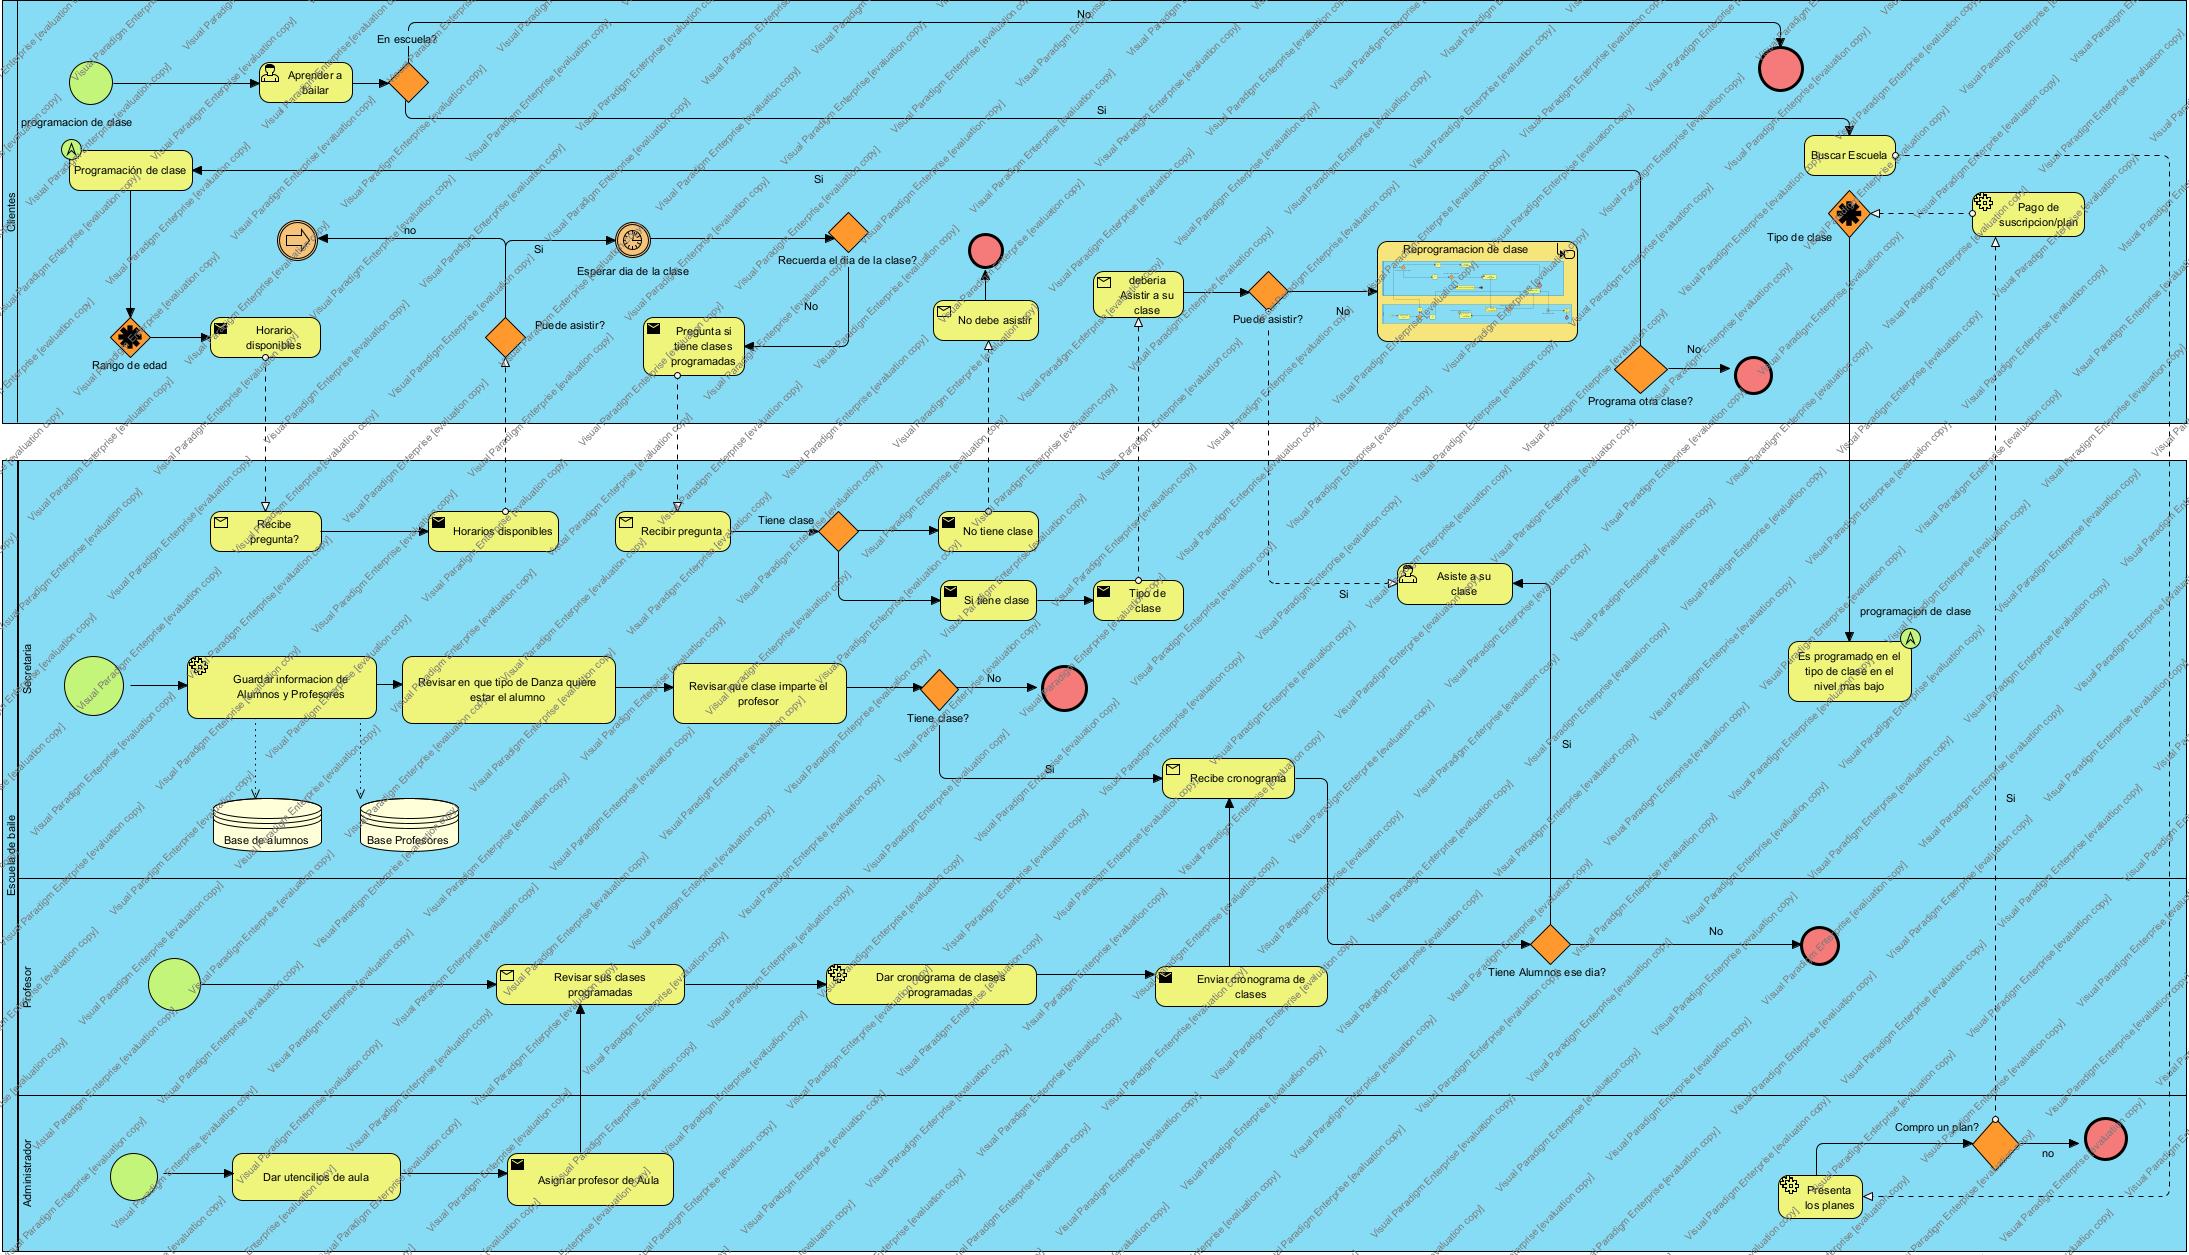 No
En escuela?
Aprender a
bailar
Si
programacion de clase
Buscar Escuela
Programación de clase
Si
Pago de
suscripcion/plan
Clientes
Tipo de clase
no
Si
Esperar dia de la clase
Recuerda el dia de la clase?
Reprogramacion de clase
deberia
Asistir a su
clase
No
No debe asistir
Puede asistir?
No
Horario
disponibles
Puede asistir?
Pregunta si
tiene clases
programadas
Rango de edad
No
Programa otra clase?
Recibe
pregunta?
Horarios disponibles
Recibir pregunta
Tiene clase
No tiene clase
Si tiene clase
Tipo de
clase
Si
Asiste a su
clase
programacion de clase
Es programado en el
tipo de clase en el
nivel mas bajo
Secretaria
Guardar informacion de
Alumnos y Profesores
Revisar en que tipo de Danza quiere
estar el alumno
Revisar que clase imparte el
profesor
No
Tiene clase?
Si
Si
Recibe cronograma
Si
Base de alumnos
Base Profesores
Escuela de baile
No
Tiene Alumnos ese dia?
Profesor
Revisar sus clases
programadas
Dar cronograma de clases
programadas
Enviar cronograma de
clases
Compro un plan?
no
Administrador
Dar utencilios de aula
Asignar profesor de Aula
Presenta
los planes
Visual Paradigm Enterprise [evaluation copy]